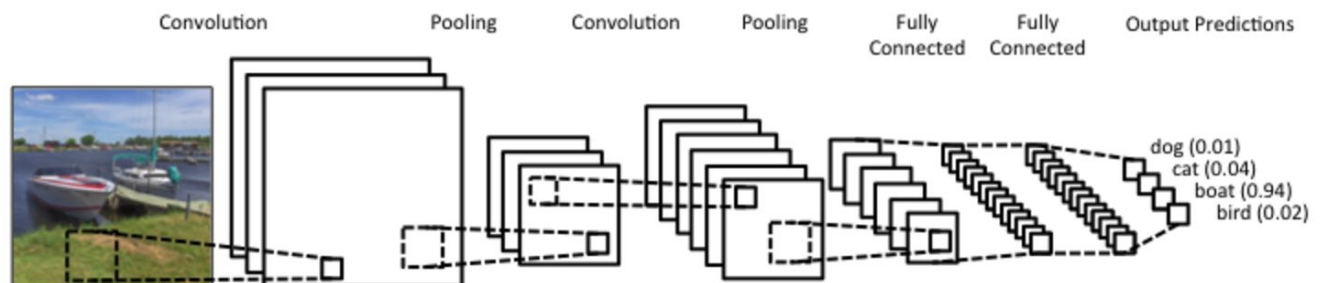 Convolution
Pooling
Convolution
Pooling
Fully
Connected
Fully
Connected
Output Predictions
dog (0.01)
cat (0.04)
boat (0.94)
bird (0.02)